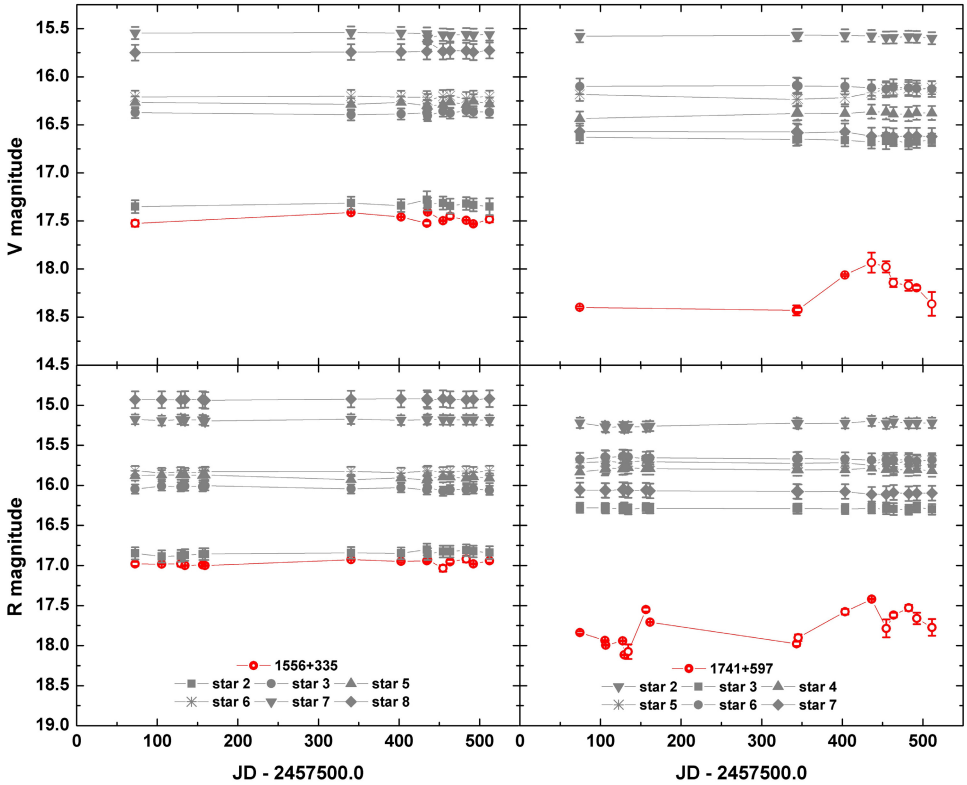 15.5
16.0
16.5
17.0
17.5
18.0
18.5
14.5
V magnitude
15.0
15.5
16.0
16.5
17.0
17.5
18.0
18.5
19.0
R magnitude
1556+335
star 2 star 3 star 5
star 6 star 7 star 8
1741+597
star 2 star 3 star 4
star 5 star 6 star 7
0 100 200 300 400 500
0 100 200 300 400 500
JD - 2457500.0
JD - 2457500.0